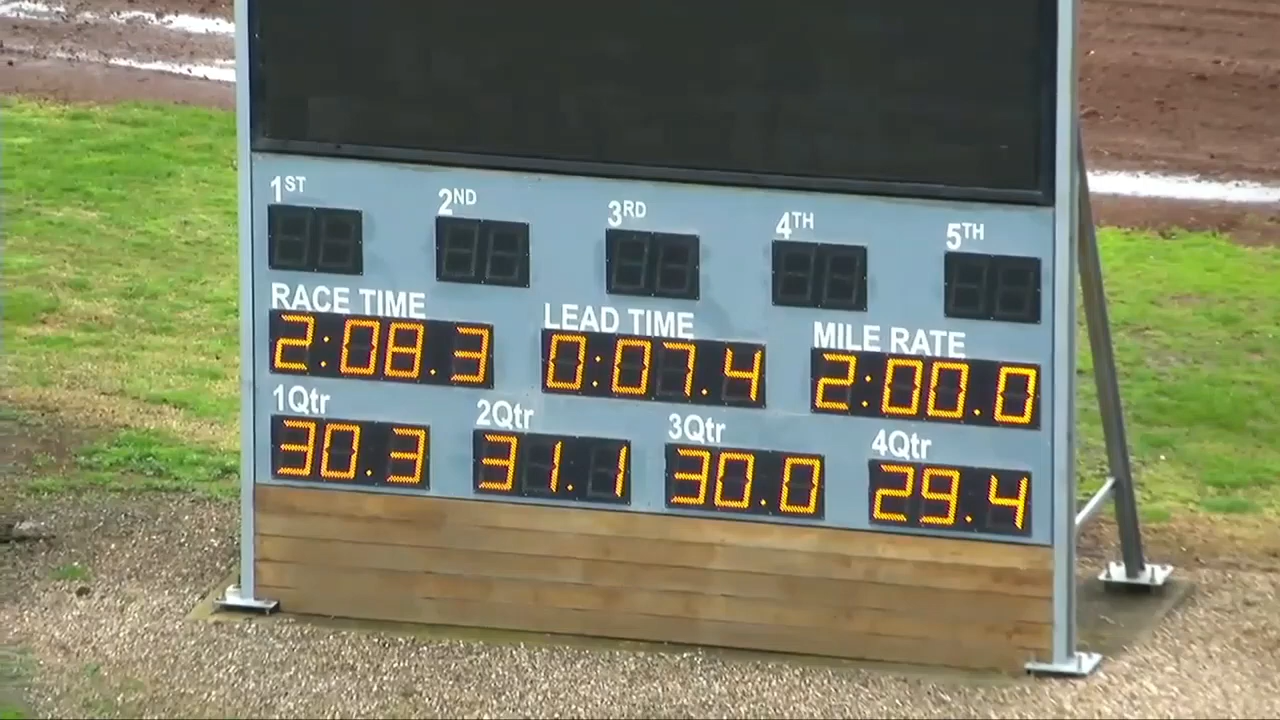 1ST 2ND 3RD 4TH 5TH
RACE TIME LEAD TIME MILE RATE
2:08.3 0:07.4 2:00.0
1Qtr 2Qtr 3Qtr 4Qtr
30.3 31.1 30.0 29.4